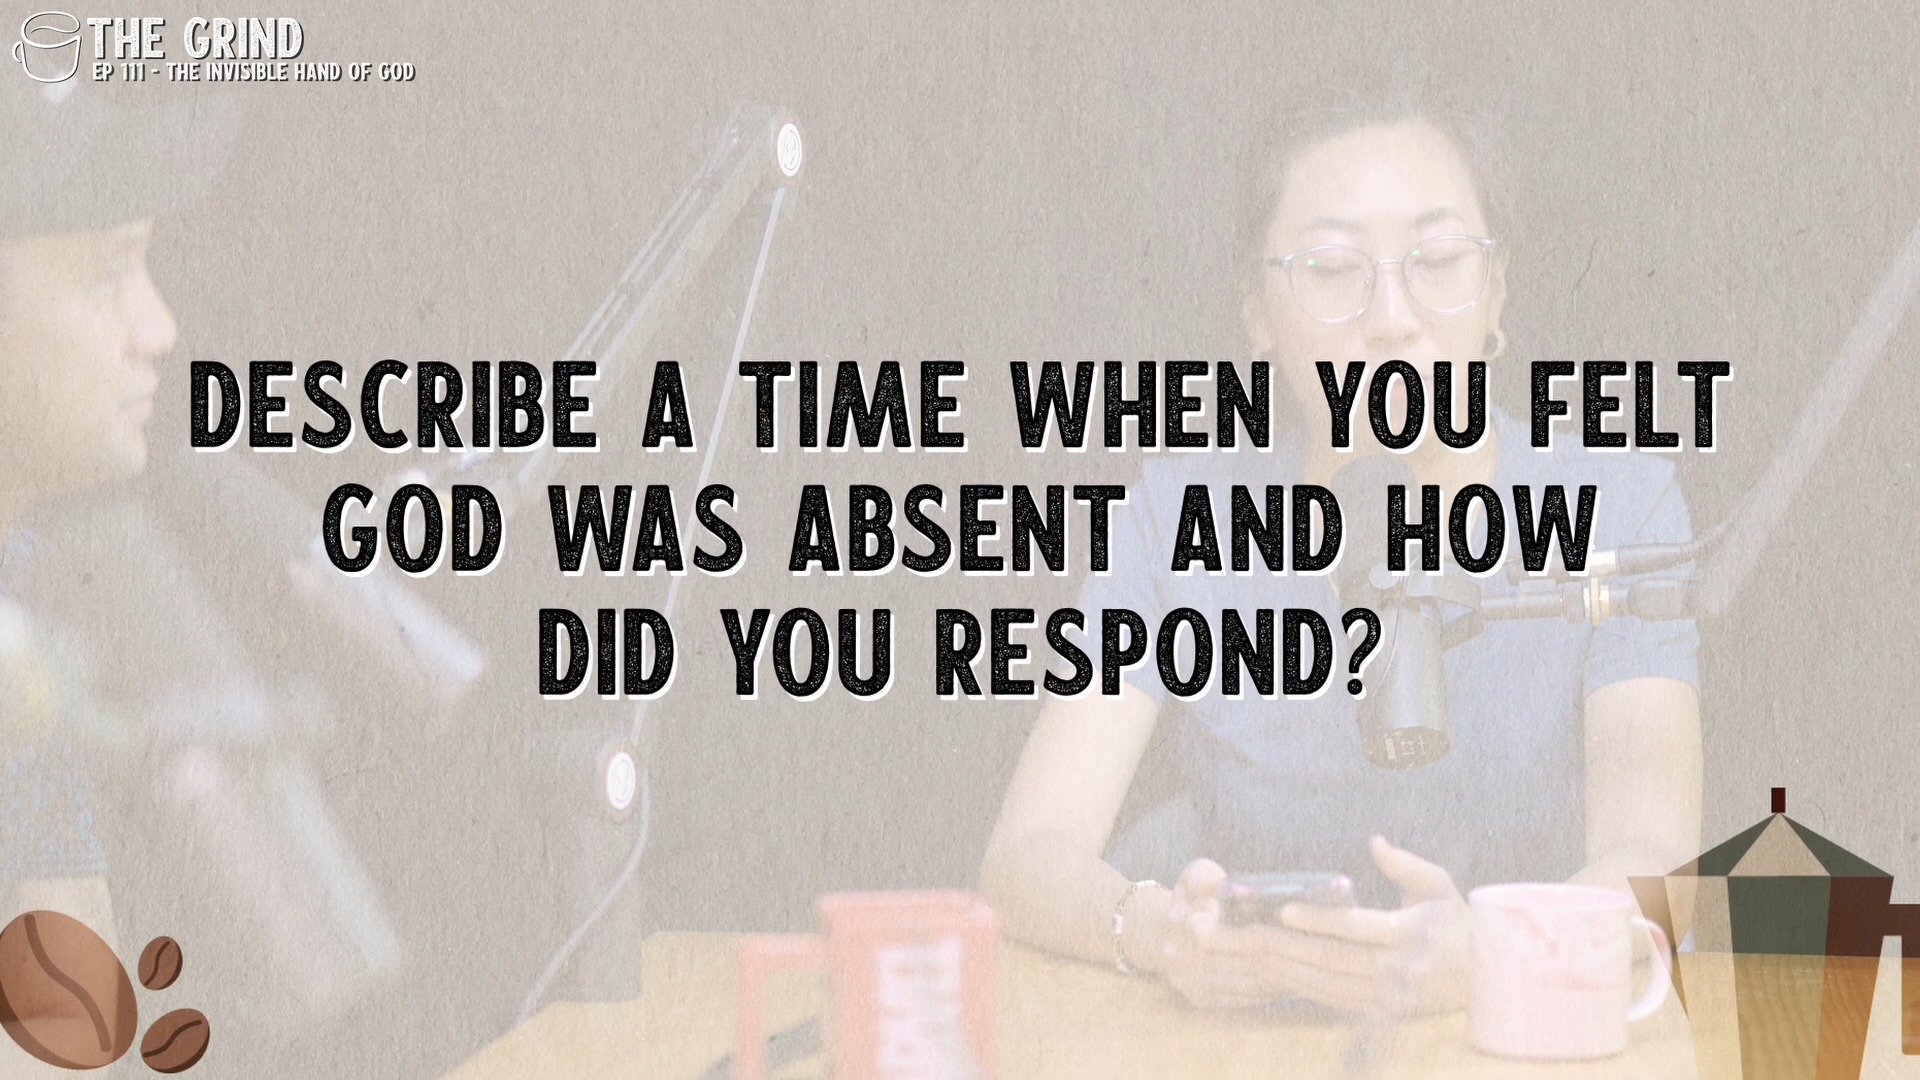 THE GRIND
EP 111 - THE INVISIBLE HAND OF GOD
DESCRIBE A TIME WHEN YOU FELT
GOD WAS ABSENT AND HOW
DID YOU RESPOND?